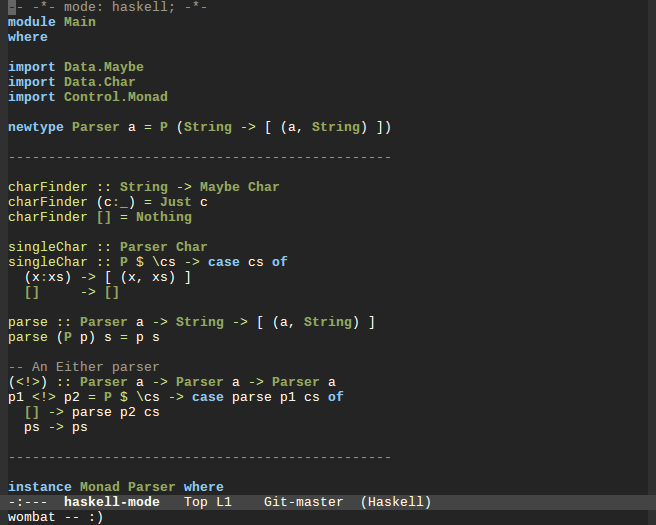 -- -*- mode: haskell; -*-
module Main
where
import Data.Maybe
import Data.Char
import Control.Monad
newtype Parser a = P (String -> [ (a, String) ])
------------------------------------------------
charFinder :: String -> Maybe Char
charFinder (c:_) = Just c
charFinder [] = Nothing
singleChar :: Parser Char
singleChar :: P $ \cs -> case cs of
  (x:xs) -> [ (x, xs) ]
  []     -> []
parse :: Parser a -> String -> [ (a, String) ]
parse (P p) s = p s
-- An Either parser
(<!>) :: Parser a -> Parser a -> Parser a
p1 <!> p2 = P $ \cs -> case parse p1 cs of
  [] -> parse p2 cs
  ps -> ps
------------------------------------------------
instance Monad Parser where
-:---  haskell-mode   Top L1    Git-master  (Haskell)
wombat -- :)